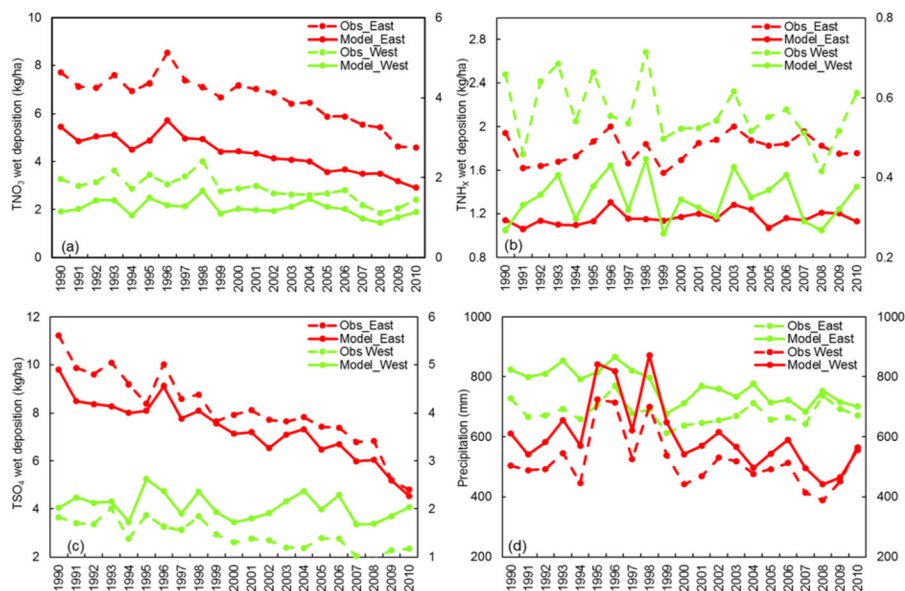 10
8
6
4
2
0
TNO3 wet deposition (kg/ha)
6
4
2
0
Obs_East
Model_East
Obs_West
Model_West
(a)
1990 1991 1992 1993 1994 1995 1996 1997 1998 1999 2000 2001 2002 2003 2004 2005 2006 2007 2008 2009 2010
2.8
2.4
2
1.6
1.2
0.8
TNHX wet deposition (kg/ha)
0.8
0.6
0.4
0.2
Obs_East
Model_East
Obs West
Model_West
(b)
1990 1991 1992 1993 1994 1995 1996 1997 1998 1999 2000 2001 2002 2003 2004 2005 2006 2007 2008 2009 2010
12
10
8
6
4
2
TSO4 wet deposition (kg/ha)
6
5
4
3
2
1
Obs_East
Model_East
Obs West
Model_West
(c)
1990 1991 1992 1993 1994 1995 1996 1997 1998 1999 2000 2001 2002 2003 2004 2005 2006 2007 2008 2009 2010
1000
800
600
400
200
Precipitation (mm)
1000
800
600
400
200
Obs_East
Model_East
Obs West
Model_West
(d)
1990 1991 1992 1993 1994 1995 1996 1997 1998 1999 2000 2001 2002 2003 2004 2005 2006 2007 2008 2009 2010